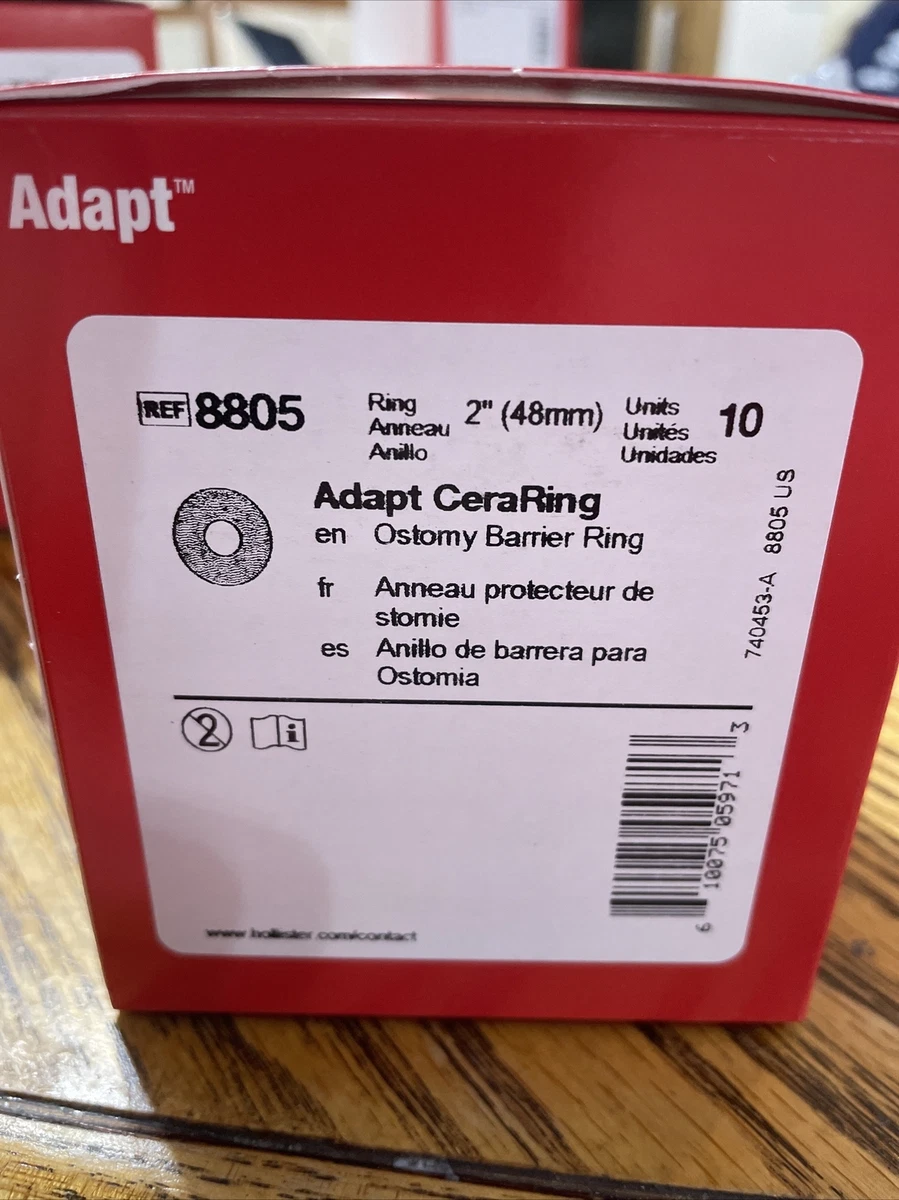 Adapt™
REF 8805
Ring
Anneau
Anillo
2" (48mm)
Units
Unités
Unidades
10
Adapt CeraRing
en Ostomy Barrier Ring
fr Anneau protecteur de
stomie
es Anillo de barrera para
Ostomia
740453-A 8805 US
2
i
6 10075 05971 3
www.hollister.com/contact